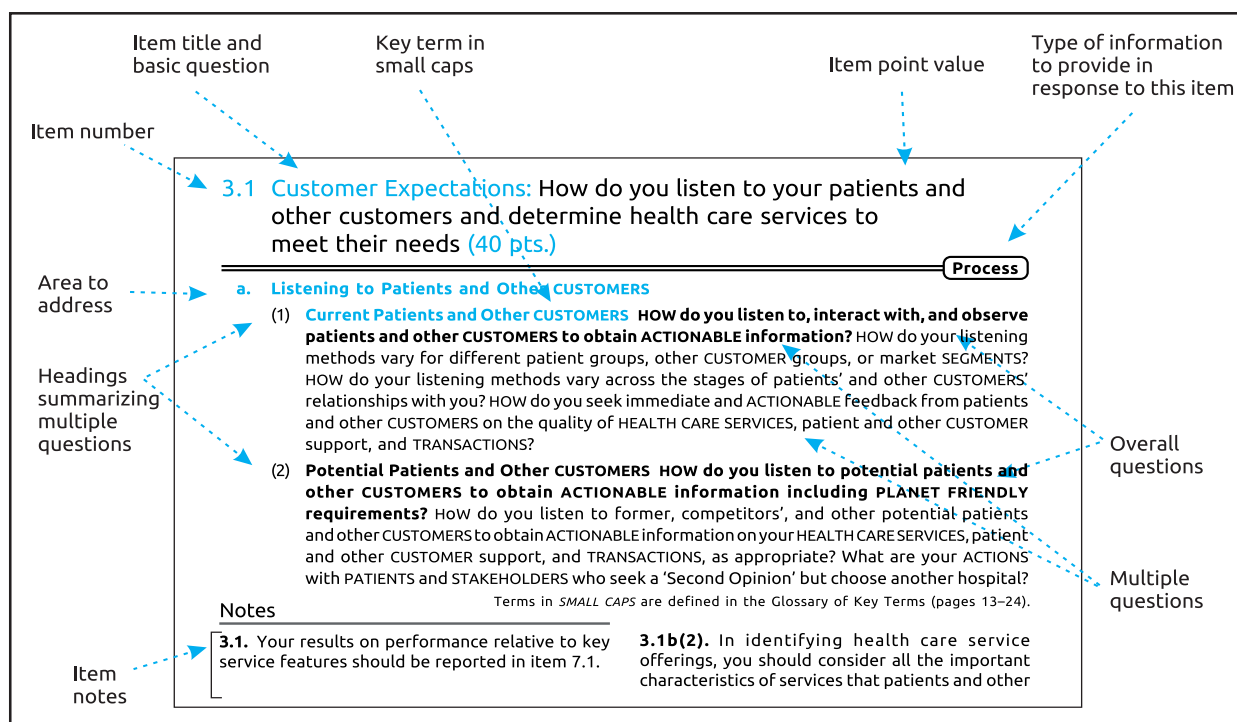 Item title and
basic question
Key term in
small caps
Item point value
Type of information
to provide in
response to this item
Item number
3.1 Customer Expectations: How do you listen to your patients and
other customers and determine health care services to
meet their needs (40 pts.)
Process
Area to
address
a. Listening to Patients and Other CUSTOMERS
(1) Current Patients and Other CUSTOMERS HOW do you listen to, interact with, and observe
patients and other CUSTOMERS to obtain ACTIONABLE information? HOW do your listening
methods vary for different patient groups, other CUSTOMER groups, or market SEGMENTS?
HOW do your listening methods vary across the stages of patients' and other CUSTOMERS'
relationships with you? HOW do you seek immediate and ACTIONABLE feedback from patients
and other CUSTOMERS on the quality of HEALTH CARE SERVICES, patient and other CUSTOMER
support, and TRANSACTIONS?
Headings
summarizing
multiple
questions
Overall
questions
(2) Potential Patients and Other CUSTOMERS HOW do you listen to potential patients and
other CUSTOMERS to obtain ACTIONABLE information including PLANET FRIENDLY
requirements? HOW do you listen to former, competitors', and other potential patients
and other CUSTOMERS to obtain ACTIONABLE information on your HEALTH CARE SERVICES, patient
and other CUSTOMER support, and TRANSACTIONS, as appropriate? What are your ACTIONS
with PATIENTS and STAKEHOLDERS who seek a 'Second Opinion' but choose another hospital?
Multiple
questions
Terms in SMALL CAPS are defined in the Glossary of Key Terms (pages 13–24).
Notes
3.1. Your results on performance relative to key
service features should be reported in item 7.1.
3.1b(2). In identifying health care service
offerings, you should consider all the important
characteristics of services that patients and other
Item
notes